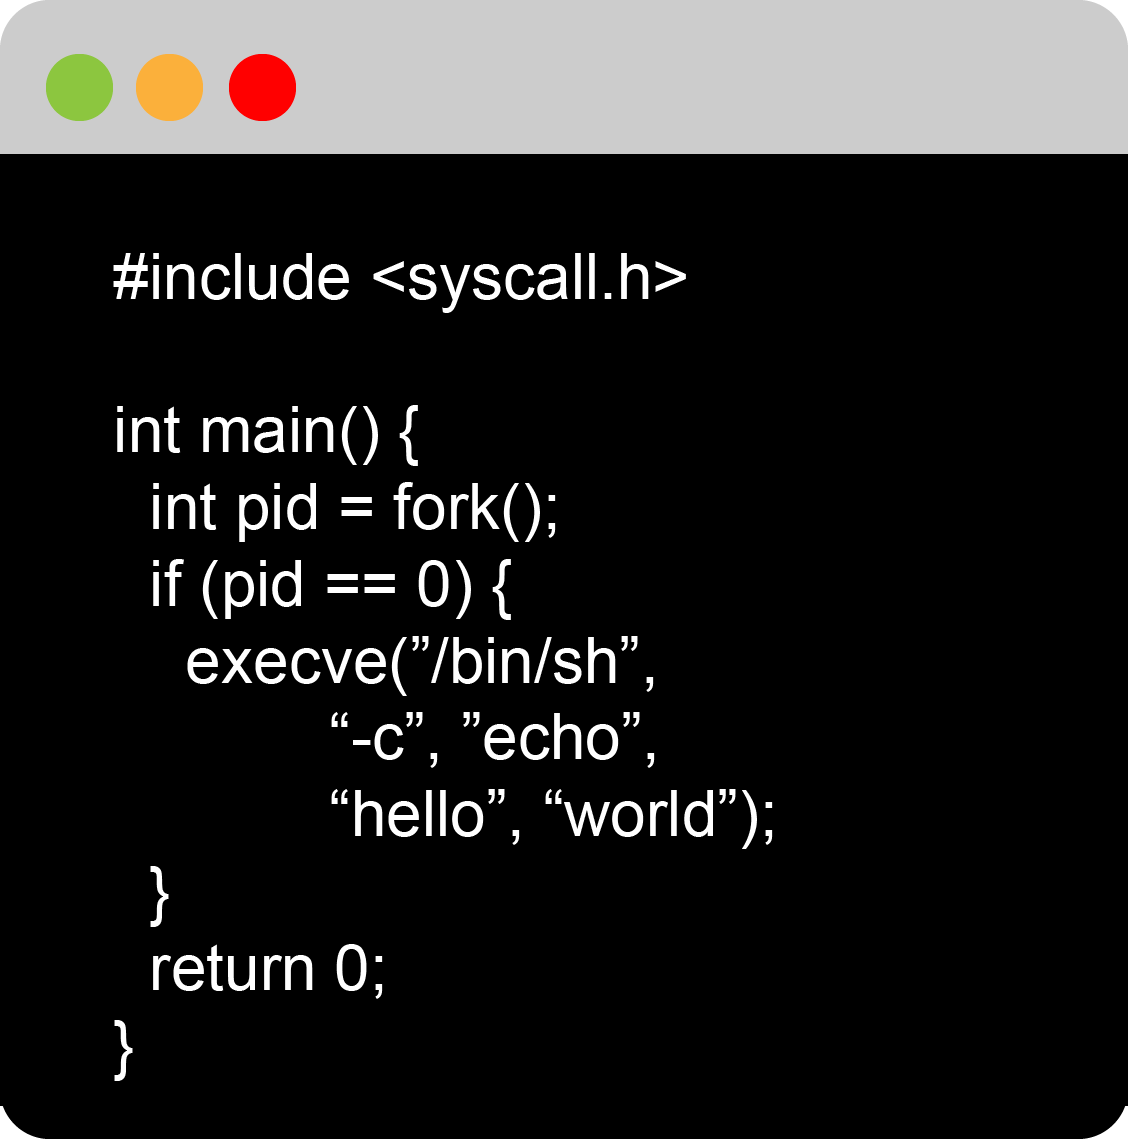 #include <syscall.h>
int main() {
int pid = fork();
if (pid == 0) {
execve(”/bin/sh”,
“-c”, ”echo”,
“hello”, “world”);
}
return 0;
}